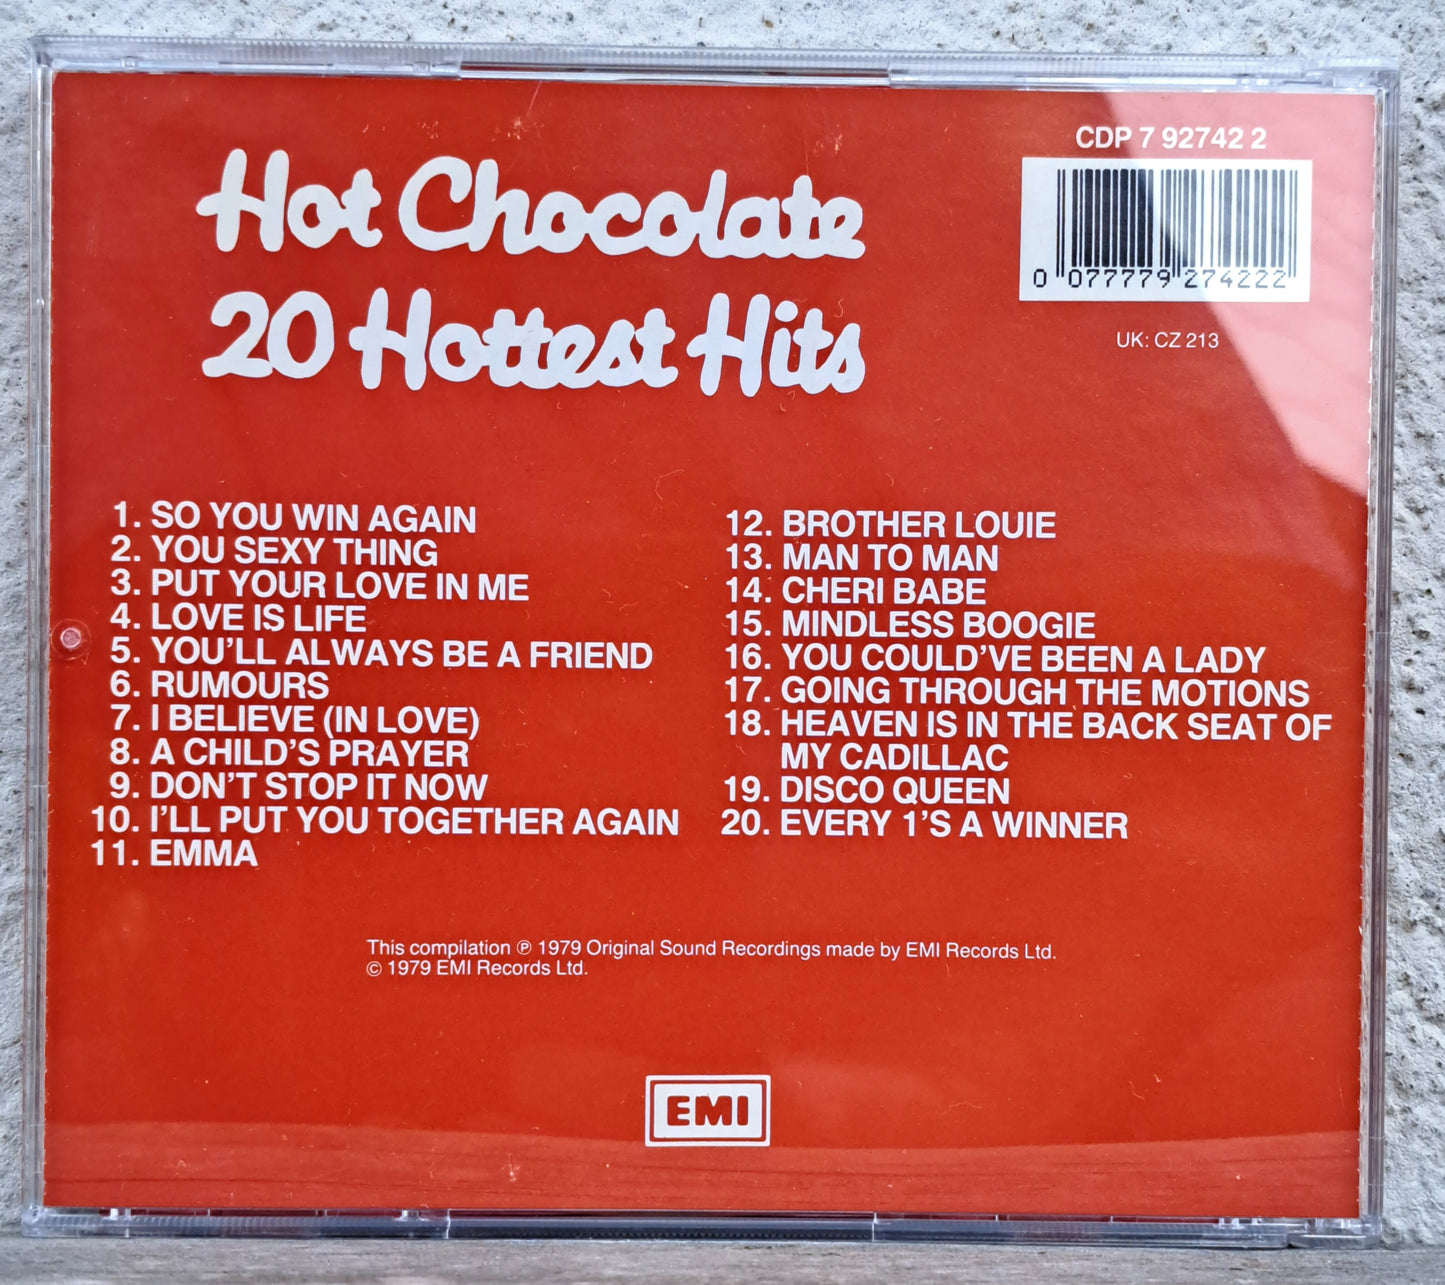 Hot Chocolate
20 Hottest Hits
CDP 7 92742 2
0 077779 274222
UK: CZ 213
1. SO YOU WIN AGAIN
2. YOU SEXY THING
3. PUT YOUR LOVE IN ME
4. LOVE IS LIFE
5. YOU'LL ALWAYS BE A FRIEND
6. RUMOURS
7. I BELIEVE (IN LOVE)
8. A CHILD'S PRAYER
9. DON'T STOP IT NOW
10. I'LL PUT YOU TOGETHER AGAIN
11. EMMA
12. BROTHER LOUIE
13. MAN TO MAN
14. CHERI BABE
15. MINDLESS BOOGIE
16. YOU COULD'VE BEEN A LADY
17. GOING THROUGH THE MOTIONS
18. HEAVEN IS IN THE BACK SEAT OF
MY CADILLAC
19. DISCO QUEEN
20. EVERY 1'S A WINNER
This compilation ℗ 1979 Original Sound Recordings made by EMI Records Ltd.
© 1979 EMI Records Ltd.
EMI